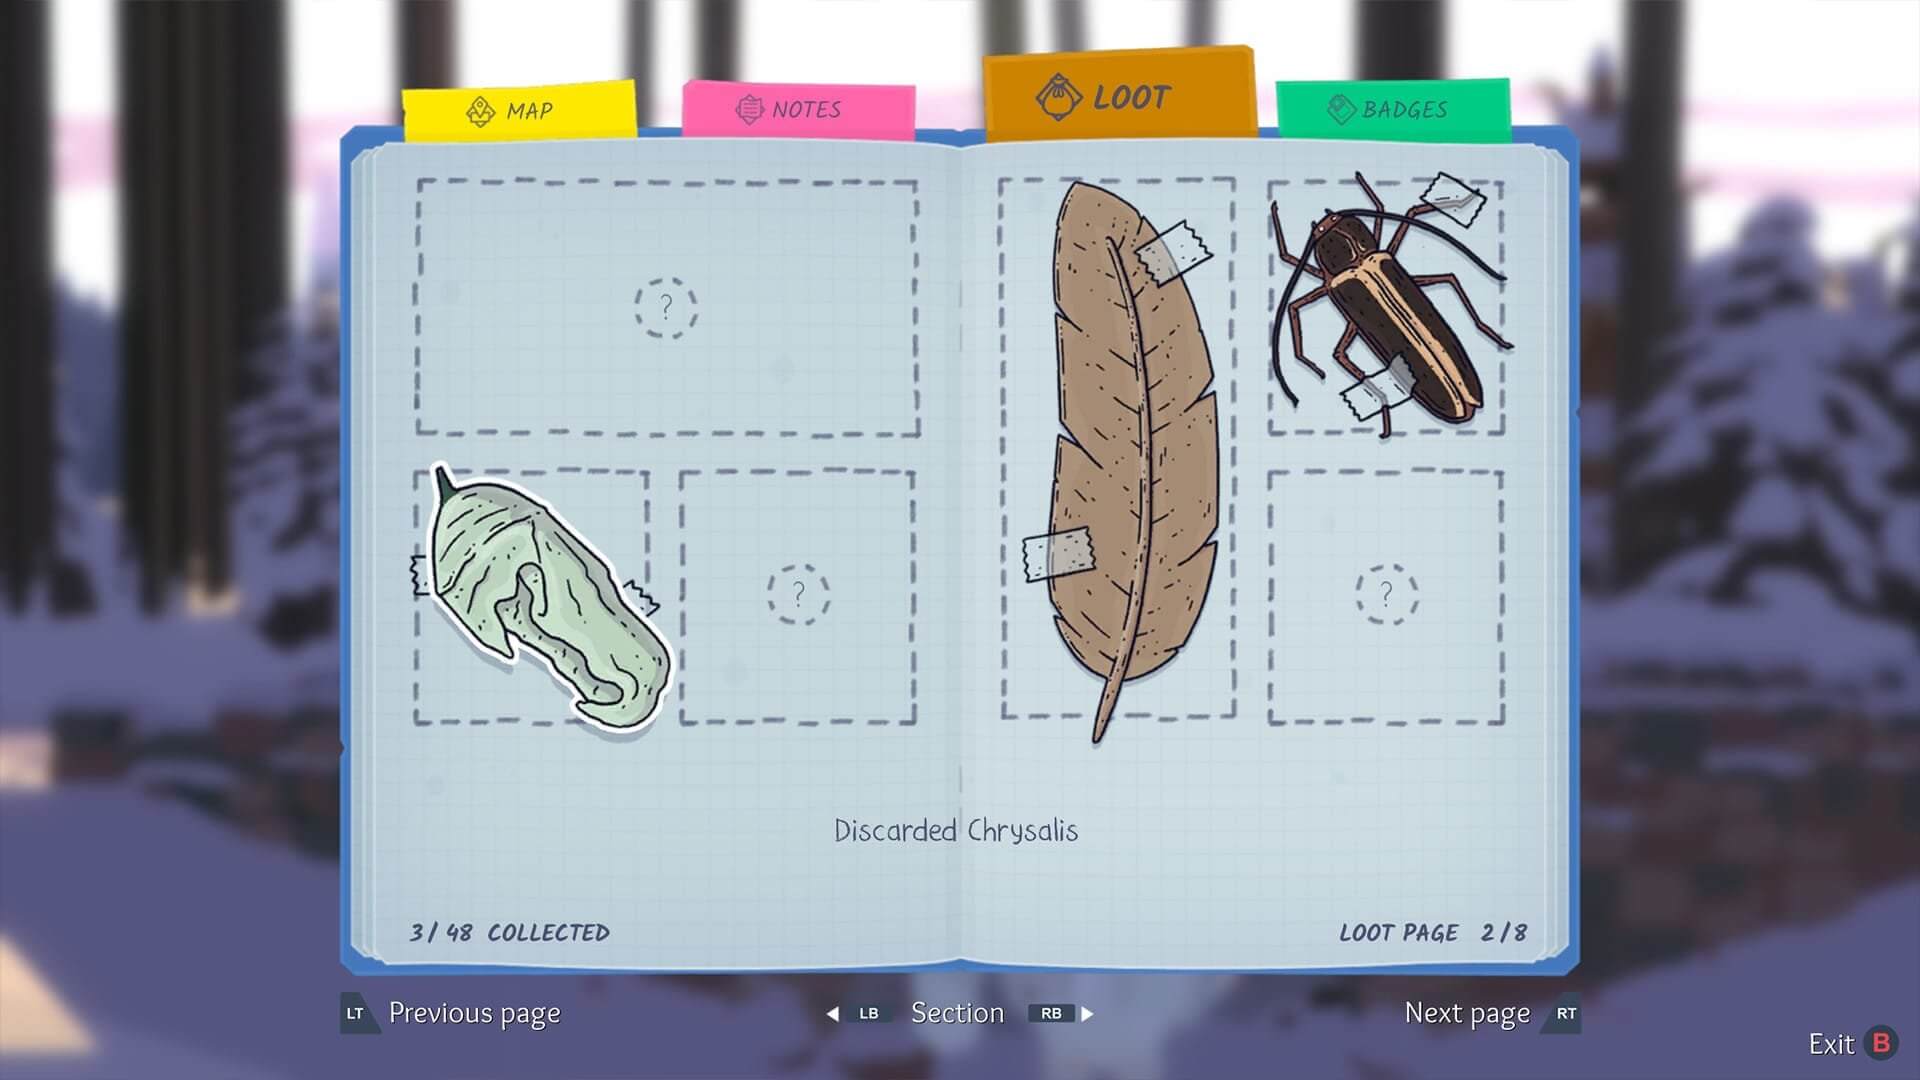 MAP
NOTES
LOOT
BADGES
?
?
?
Discarded Chrysalis
3/48 COLLECTED
LOOT PAGE 2/8
LT Previous page
LB Section RB
Next page RT
Exit B